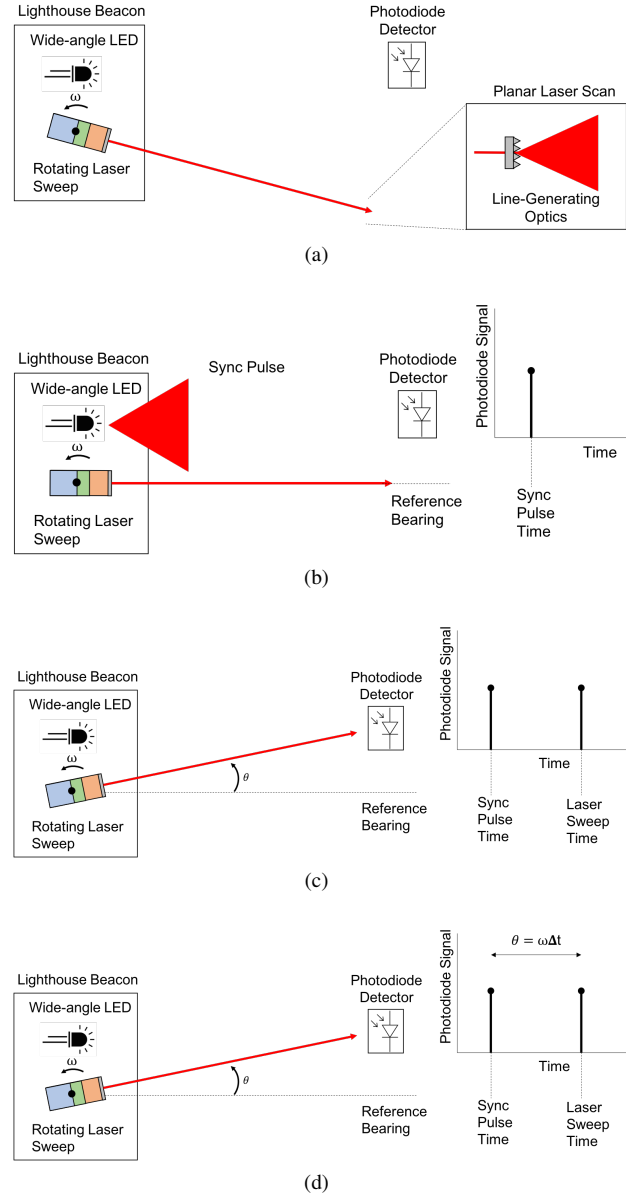 Lighthouse Beacon
Wide-angle LED
ω
Rotating Laser
Sweep
Photodiode
Detector
Planar Laser Scan
Line-Generating
Optics
(a)
Lighthouse Beacon
Wide-angle LED
ω
Rotating Laser
Sweep
Sync Pulse
Photodiode
Detector
Reference
Bearing
Photodiode Signal
Time
Sync
Pulse
Time
(b)
Lighthouse Beacon
Wide-angle LED
ω
Rotating Laser
Sweep
θ
Photodiode
Detector
Reference
Bearing
Photodiode Signal
Time
Sync
Pulse
Time
Laser
Sweep
Time
(c)
Lighthouse Beacon
Wide-angle LED
ω
Rotating Laser
Sweep
θ
Photodiode
Detector
Reference
Bearing
Photodiode Signal
θ = ωΔt
Time
Sync
Pulse
Time
Laser
Sweep
Time
(d)